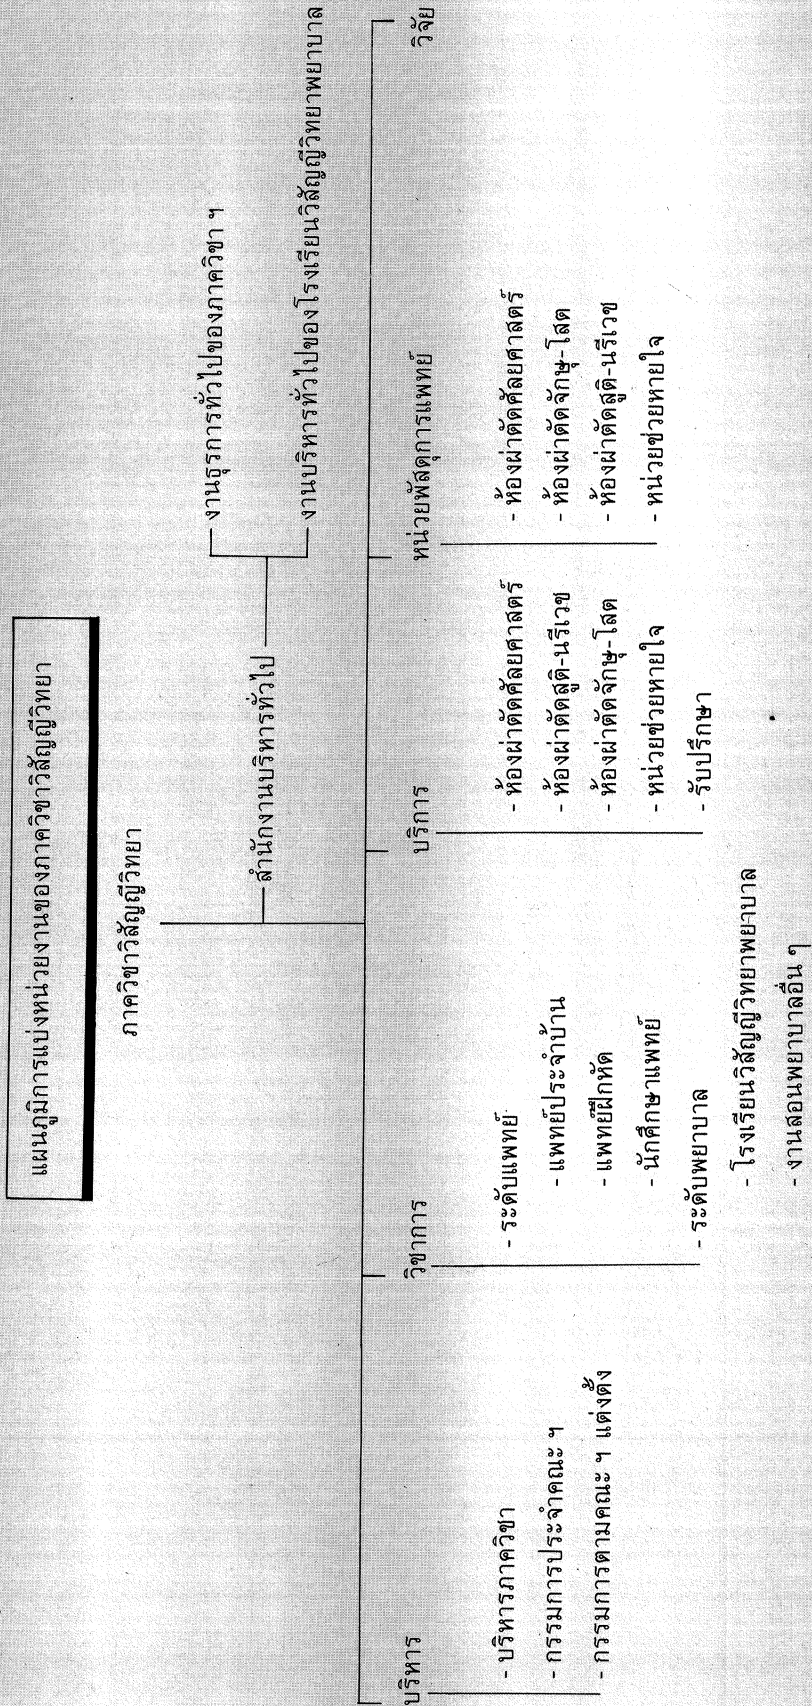 แผนภูมิการแบ่งหน่วยงานของภาควิชาวิสัญญีวิทยา
ภาควิชาวิสัญญีวิทยา
สำนักงานบริหารทั่วไป
งานธุรการทั่วไปของภาควิชา ฯ
งานบริหารทั่วไปของโรงเรียนวิสัญญีวิทยาพยาบาล
บริหาร
- บริหารภาควิชา
- กรรมการประจำคณะ ฯ
- กรรมการตามคณะ ฯ แต่งตั้ง
วิชาการ
- ระดับแพทย์
- แพทย์ประจำบ้าน
- แพทย์ฝึกหัด
- นักศึกษาแพทย์
- ระดับพยาบาล
- โรงเรียนวิสัญญีวิทยาพยาบาล
- งานสอนพยาบาลอื่น ๆ
บริการ
- ห้องผ่าตัดศัลยศาสตร์
- ห้องผ่าตัดสูติ-นรีเวช
- ห้องผ่าตัดจักษุ-โสต
- หน่วยช่วยหายใจ
- รับปรึกษา
หน่วยพัสดุการแพทย์
- ห้องผ่าตัดศัลยศาสตร์
- ห้องผ่าตัดจักษุ-โสต
- ห้องผ่าตัดสูติ-นรีเวช
- หน่วยช่วยหายใจ
วิจัย